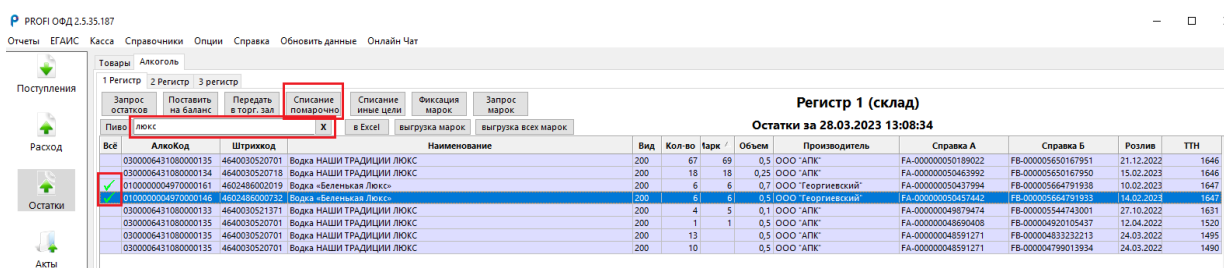 PROFI ОФД 2.5.35.187
Отчеты ЕГАИС Касса Справочники Опции Справка Обновить данные Онлайн Чат
Поступления
Расход
Остатки
Акты
Товары Алкоголь
1 Регистр 2 Регистр 3 регистр
Запрос остатков Поставить на баланс Передать в торг. зал Списание помарочно Списание иные цели Фиксация марок Запрос марок
Регистр 1 (склад)
Пиво люкс X в Excel выгрузка марок выгрузка всех марок
Остатки за 28.03.2023 13:08:34
Всё АлкоКод Штрихкод Наименование Вид Кол-во Марк Объем Производитель Справка А Справка Б Розлив ТТН
0300006431080000135 4640030520701 Водка НАШИ ТРАДИЦИИ ЛЮКС 200 67 69 0,5 ООО "АПК" FA-000000050189022 FB-000005650167951 21.12.2022 1646
0300006431080000134 4640030520718 Водка НАШИ ТРАДИЦИИ ЛЮКС 200 18 18 0,25 ООО "АПК" FA-000000050463992 FB-000005650167950 15.02.2023 1646
0100000004970000161 4602486002019 Водка «Беленькая Люкс» 200 6 6 0,7 ООО "Георгиевский" FA-000000050437994 FB-000005664791938 10.02.2023 1647
0100000004970000146 4602486000732 Водка «Беленькая Люкс» 200 6 6 0,5 ООО "Георгиевский" FA-000000050457442 FB-000005664791933 14.02.2023 1647
0300006431080000133 4640030521371 Водка НАШИ ТРАДИЦИИ ЛЮКС 200 4 5 0,1 ООО "АПК" FA-000000049879474 FB-000005544743001 27.10.2022 1631
0300006431080000135 4640030520701 Водка НАШИ ТРАДИЦИИ ЛЮКС 200 1 1 0,5 ООО "АПК" FA-000000048690408 FB-000004920105437 12.04.2022 1520
0300006431080000135 4640030520701 Водка НАШИ ТРАДИЦИИ ЛЮКС 200 13 0,5 ООО "АПК" FA-000000048591271 FB-000004833232213 24.03.2022 1495
0300006431080000135 4640030520701 Водка НАШИ ТРАДИЦИИ ЛЮКС 200 10 0,5 ООО "АПК" FA-000000048591271 FB-000004799013934 24.03.2022 1490